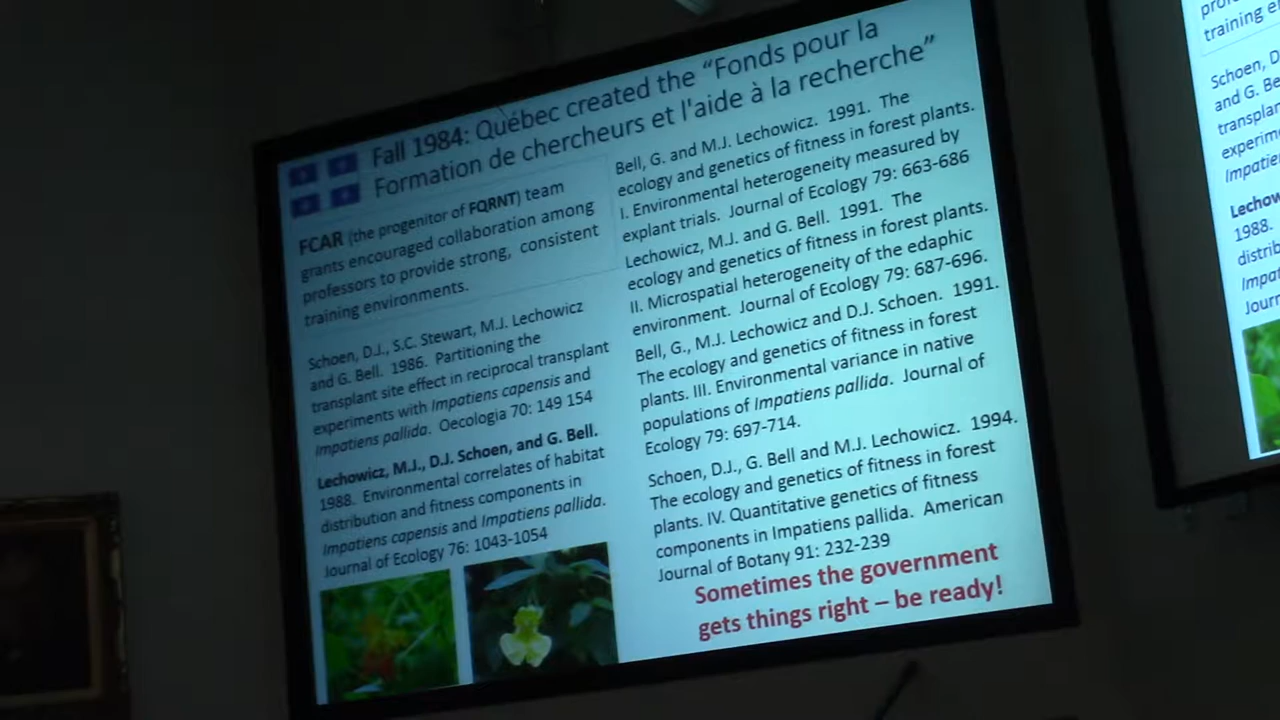 Fall 1984: Québec created the “Fonds pour la
Formation de chercheurs et l'aide à la recherche”
FCAR (the progenitor of FQRNT) team
grants encouraged collaboration among
professors to provide strong, consistent
training environments.
Schoen, D.J., S.C. Stewart, M.J. Lechowicz
and G. Bell. 1986. Partitioning the
transplant site effect in reciprocal transplant
experiments with Impatiens capensis and
Impatiens pallida. Oecologia 70: 149 154
Lechowicz, M.J., D.J. Schoen, and G. Bell.
1988. Environmental correlates of habitat
distribution and fitness components in
Impatiens capensis and Impatiens pallida.
Journal of Ecology 76: 1043-1054
Bell, G. and M.J. Lechowicz. 1991. The
ecology and genetics of fitness in forest plants.
I. Environmental heterogeneity measured by
explant trials. Journal of Ecology 79: 663-686
Lechowicz, M.J. and G. Bell. 1991. The
ecology and genetics of fitness in forest plants.
II. Microspatial heterogeneity of the edaphic
environment. Journal of Ecology 79: 687-696.
Bell, G., M.J. Lechowicz and D.J. Schoen. 1991.
The ecology and genetics of fitness in forest
plants. III. Environmental variance in native
populations of Impatiens pallida. Journal of
Ecology 79: 697-714.
Schoen, D.J., G. Bell and M.J. Lechowicz. 1994.
The ecology and genetics of fitness in forest
plants. IV. Quantitative genetics of fitness
components in Impatiens pallida. American
Journal of Botany 91: 232-239
Sometimes the government
gets things right – be ready!
training e
Schoen, D
and G. Be
transplan
experim
Impatie
Lechow
1988.
distrib
Impa
Jour